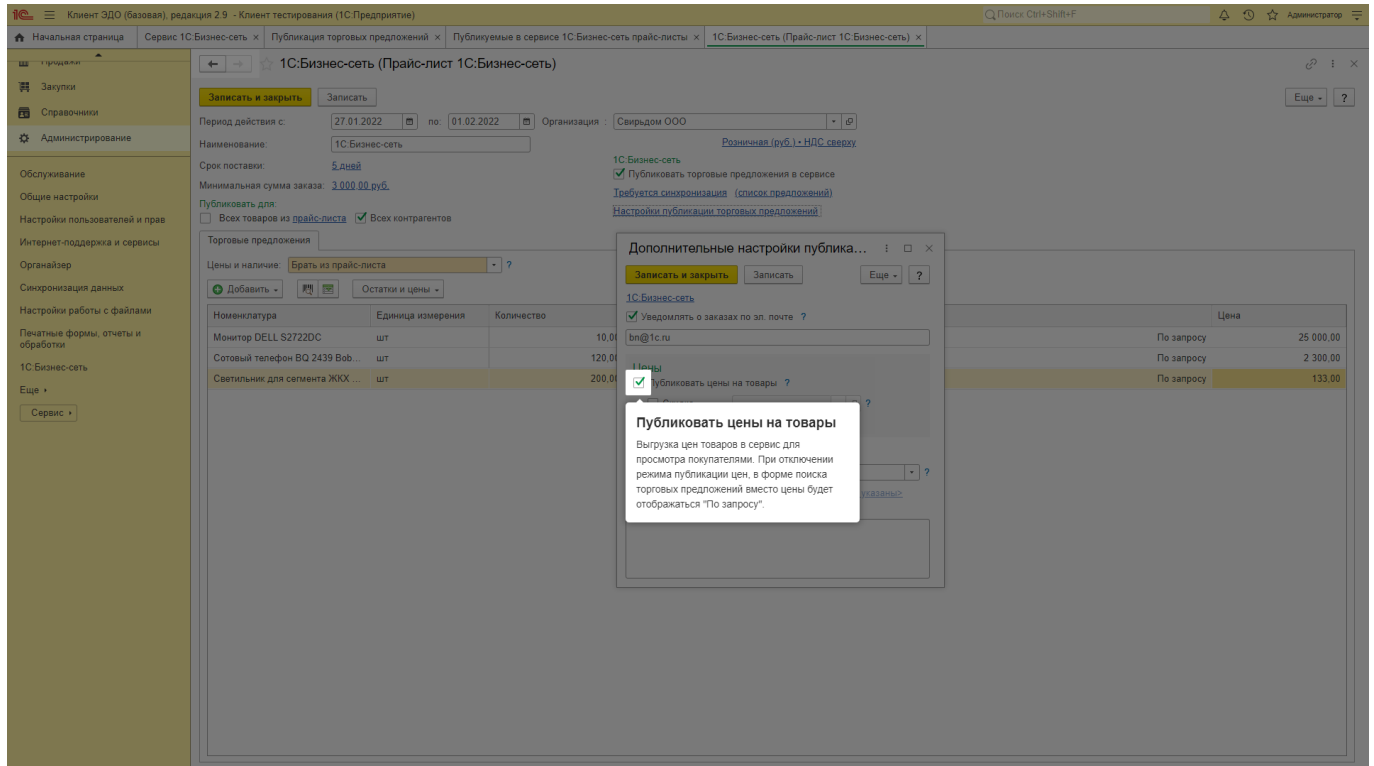 1С Клиент ЭДО (базовая), редакция 2.9 - Клиент тестирования (1С:Предприятие) Поиск Ctrl+Shift+F Администратор
Начальная страница Сервис 1С:Бизнес-сеть × Публикация торговых предложений × Публикуемые в сервисе 1С:Бизнес-сеть прайс-листы × 1С:Бизнес-сеть (Прайс-лист 1С:Бизнес-сеть) ×
Продажи
Закупки
Справочники
Администрирование
Обслуживание
Общие настройки
Настройки пользователей и прав
Интернет-поддержка и сервисы
Органайзер
Синхронизация данных
Настройки работы с файлами
Печатные формы, отчеты и
обработки
1С:Бизнес-сеть
Еще
Сервис
1С:Бизнес-сеть (Прайс-лист 1С:Бизнес-сеть)
Записать и закрыть Записать Еще ?
Период действия с: 27.01.2022 по: 01.02.2022 Организация : Свирьдом ООО
Наименование: 1С:Бизнес-сеть Розничная (руб.) • НДС сверху
Срок поставки: 5 дней 1С:Бизнес-сеть
Публиковать торговые предложения в сервисе
Минимальная сумма заказа: 3 000,00 руб. Требуется синхронизация (список предложений)
Публиковать для:
Всех товаров из прайс-листа Всех контрагентов Настройки публикации торговых предложений
Торговые предложения
Цены и наличие: Брать из прайс-листа ?
Добавить Остатки и цены
Номенклатура Единица измерения Количество Цена
Монитор DELL S2722DC шт 10,00 По запросу 25 000,00
Сотовый телефон BQ 2439 Bob... шт 120,00 По запросу 2 300,00
Светильник для сегмента ЖКХ ... шт 200,00 По запросу 133,00
Дополнительные настройки публика...
Записать и закрыть Записать Еще ?
1С:Бизнес-сеть
Уведомлять о заказах по эл. почте ?
bn@1c.ru
Цены
Публиковать цены на товары ?
?
?
указаны>
Публиковать цены на товары
Выгрузка цен товаров в сервис для
просмотра покупателями. При отключении
режима публикации цен, в форме поиска
торговых предложений вместо цены будет
отображаться "По запросу".